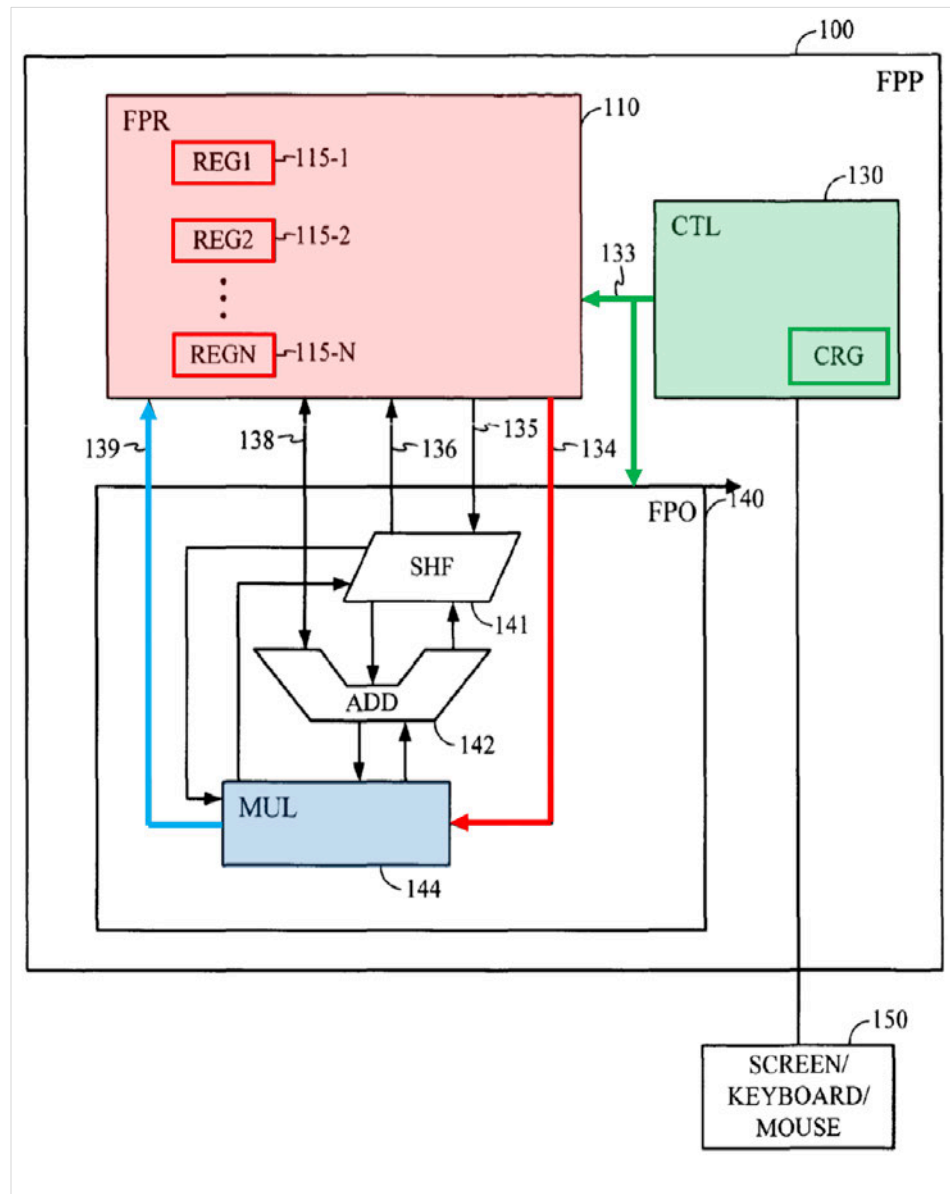 100
FPP
FPR
110
REG1
115-1
130
CTL
REG2
115-2
133
REGN
115-N
CRG
139
138
136
135
134
FPO
140
SHF
141
ADD
142
MUL
144
150
SCREEN/
KEYBOARD/
MOUSE